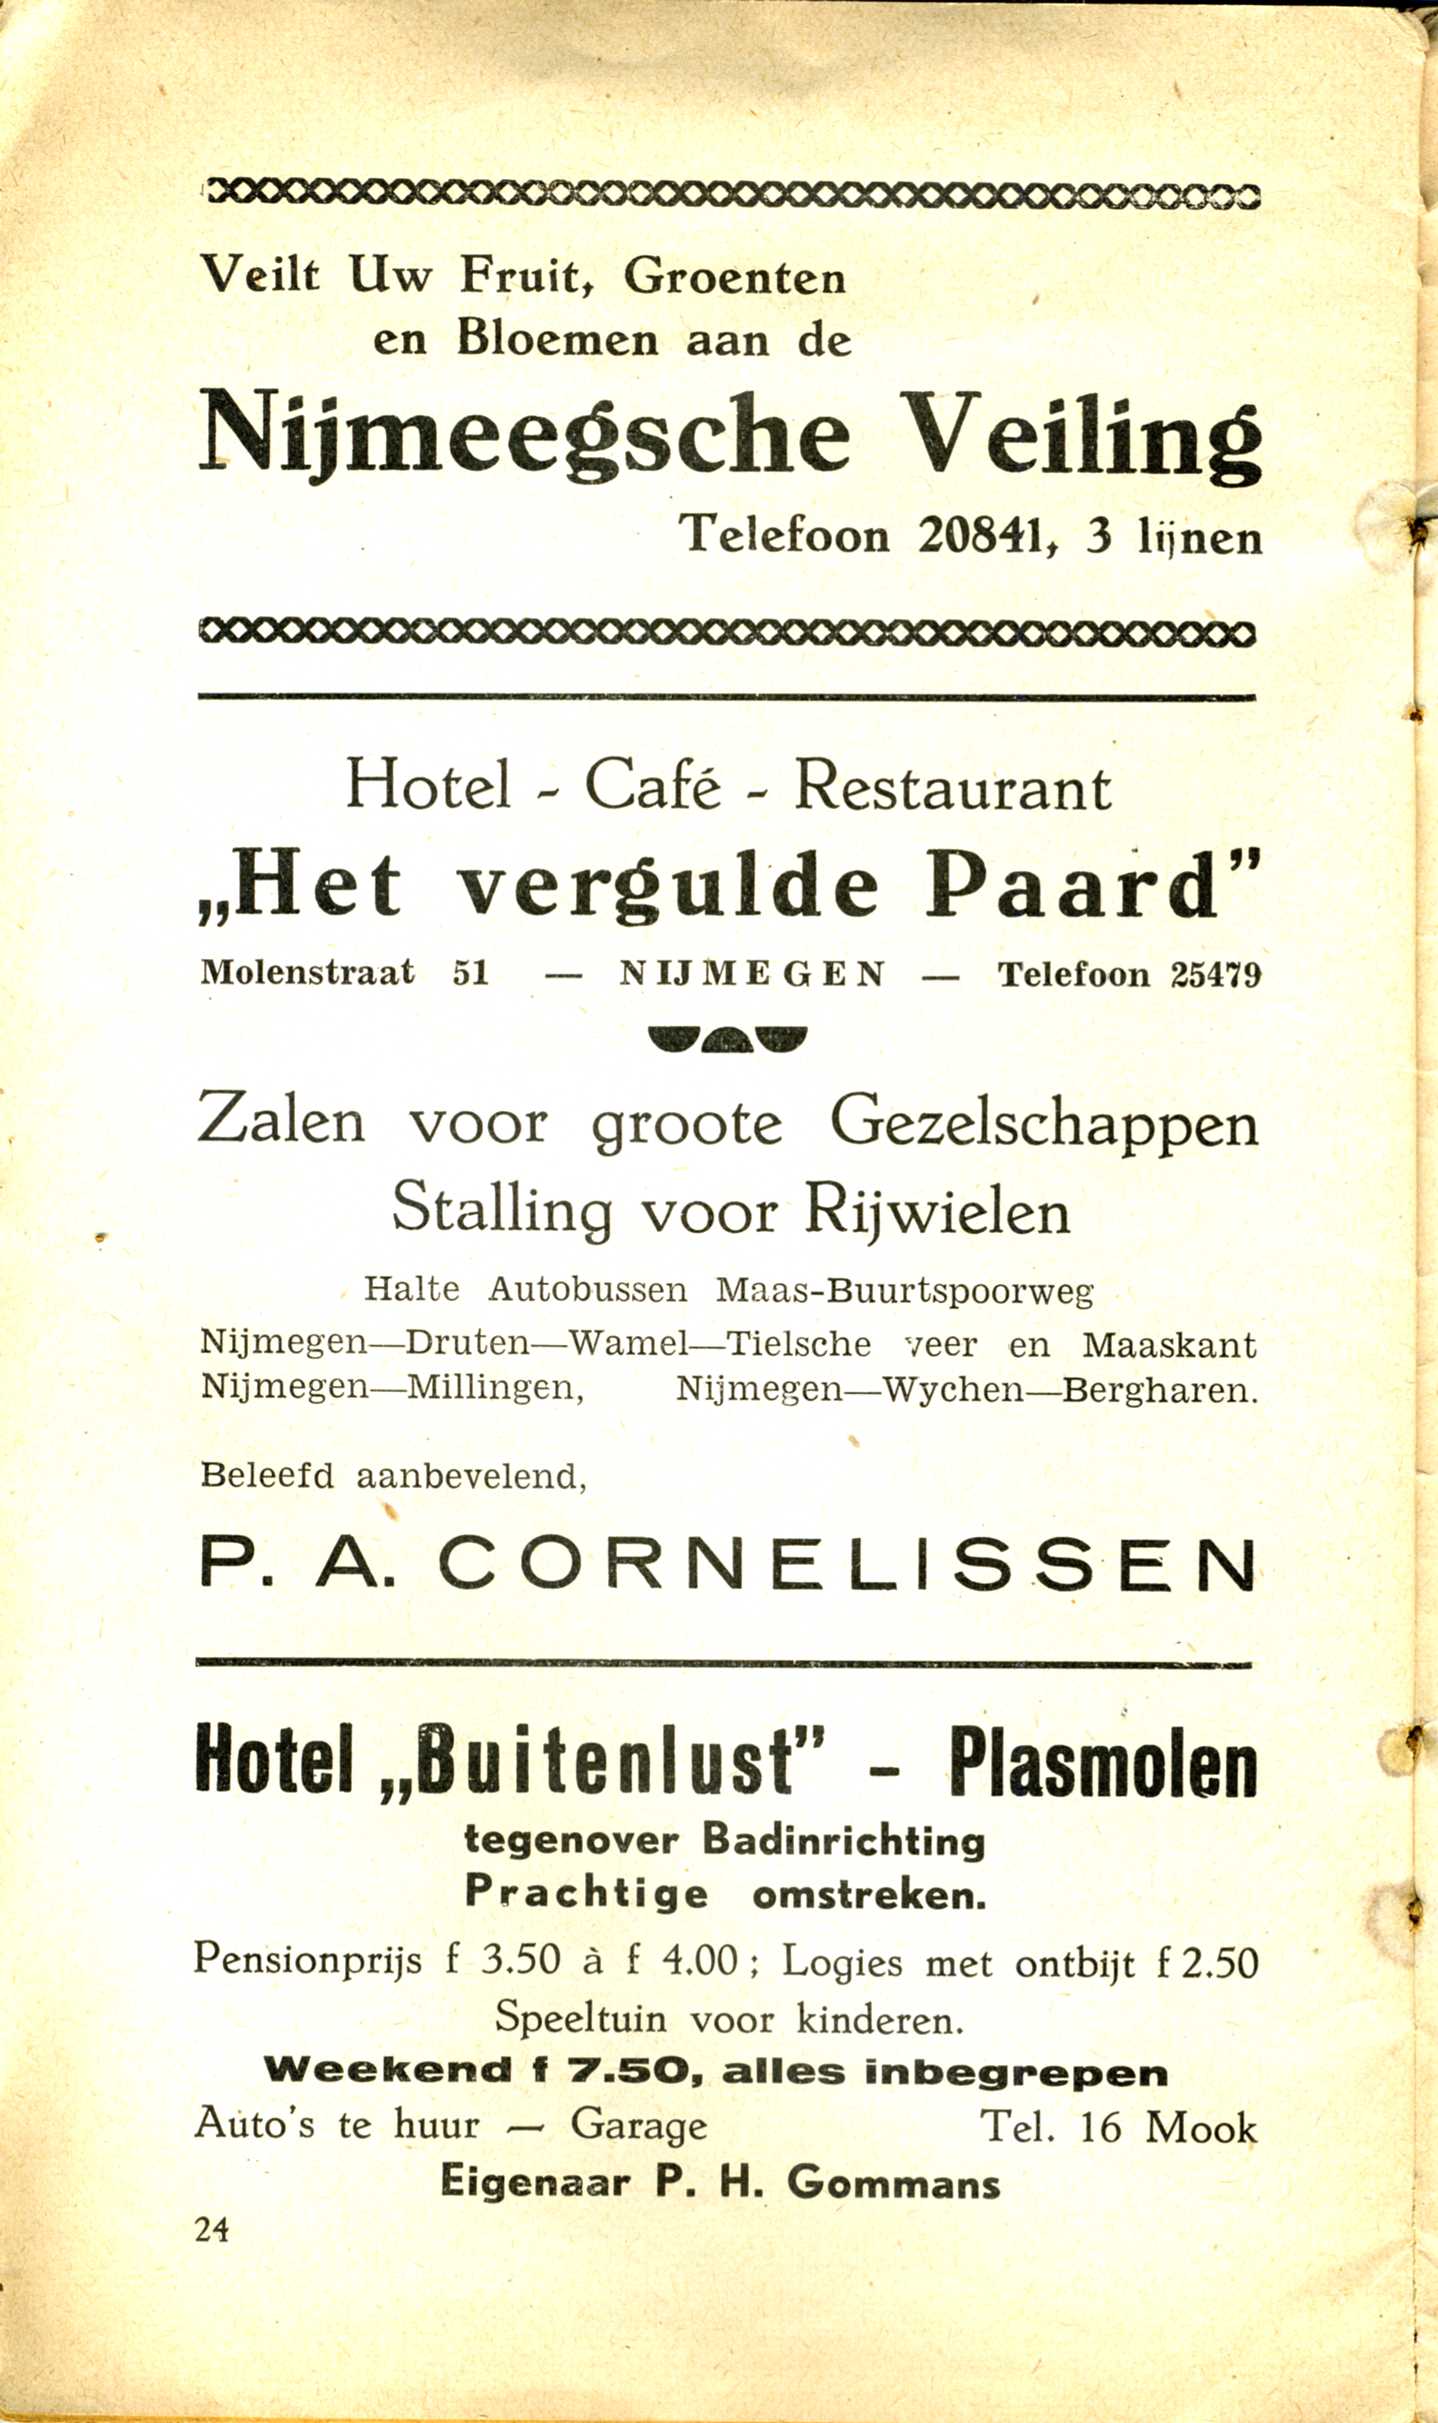 Veilt Uw Fruit, Groenten
en Bloemen aan de
Nijmeegsche Veiling
Telefoon 20841, 3 lijnen
Hotel - Café - Restaurant
„Het vergulde Paard”
Molenstraat 51 — NIJMEGEN — Telefoon 25479
Zalen voor groote Gezelschappen
Stalling voor Rijwielen
Halte Autobussen Maas-Buurtspoorweg
Nijmegen—Druten—Wamel—Tielsche veer en Maaskant
Nijmegen—Millingen, Nijmegen—Wychen—Bergharen.
Beleefd aanbevelend,
P. A. CORNELISSEN
Hotel „Buitenlust” - Plasmolen
tegenover Badinrichting
Prachtige omstreken.
Pensionprijs f 3.50 à f 4.00 ; Logies met ontbijt f 2.50
Speeltuin voor kinderen.
Weekend f 7.50, alles inbegrepen
Auto's te huur — Garage Tel. 16 Mook
Eigenaar P. H. Gommans
24